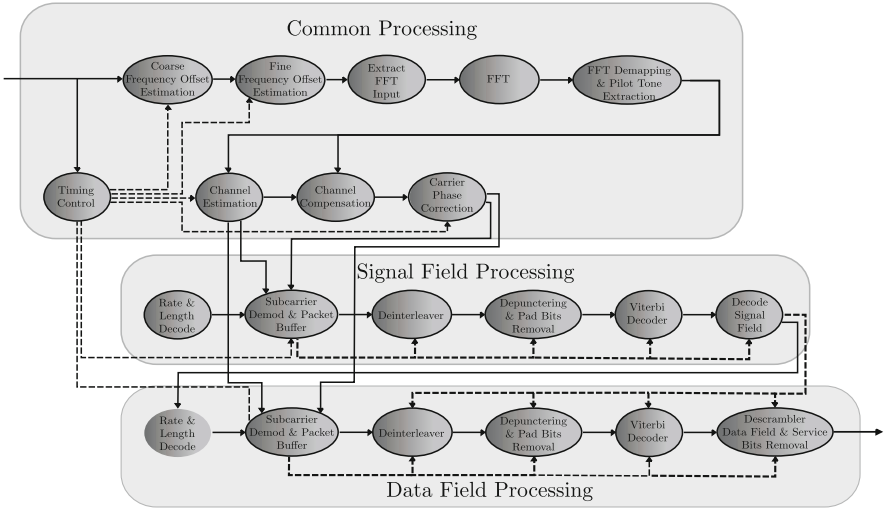 Common Processing
Coarse
Frequency Offset
Estimation
Fine
Frequency Offset
Estimation
Extract
FFT
Input
FFT
FFT Demapping
& Pilot Tone
Extraction
Timing
Control
Channel
Estimation
Channel
Compensation
Carrier
Phase
Correction
Signal Field Processing
Rate &
Length
Decode
Subcarrier
Demod & Packet
Buffer
Deinterleaver
Depunctering
& Pad Bits
Removal
Viterbi
Decoder
Decode
Signal
Field
Rate &
Length
Decode
Subcarrier
Demod & Packet
Buffer
Deinterleaver
Depunctering
& Pad Bits
Removal
Viterbi
Decoder
Descrambler
Data Field & Service
Bits Removal
Data Field Processing